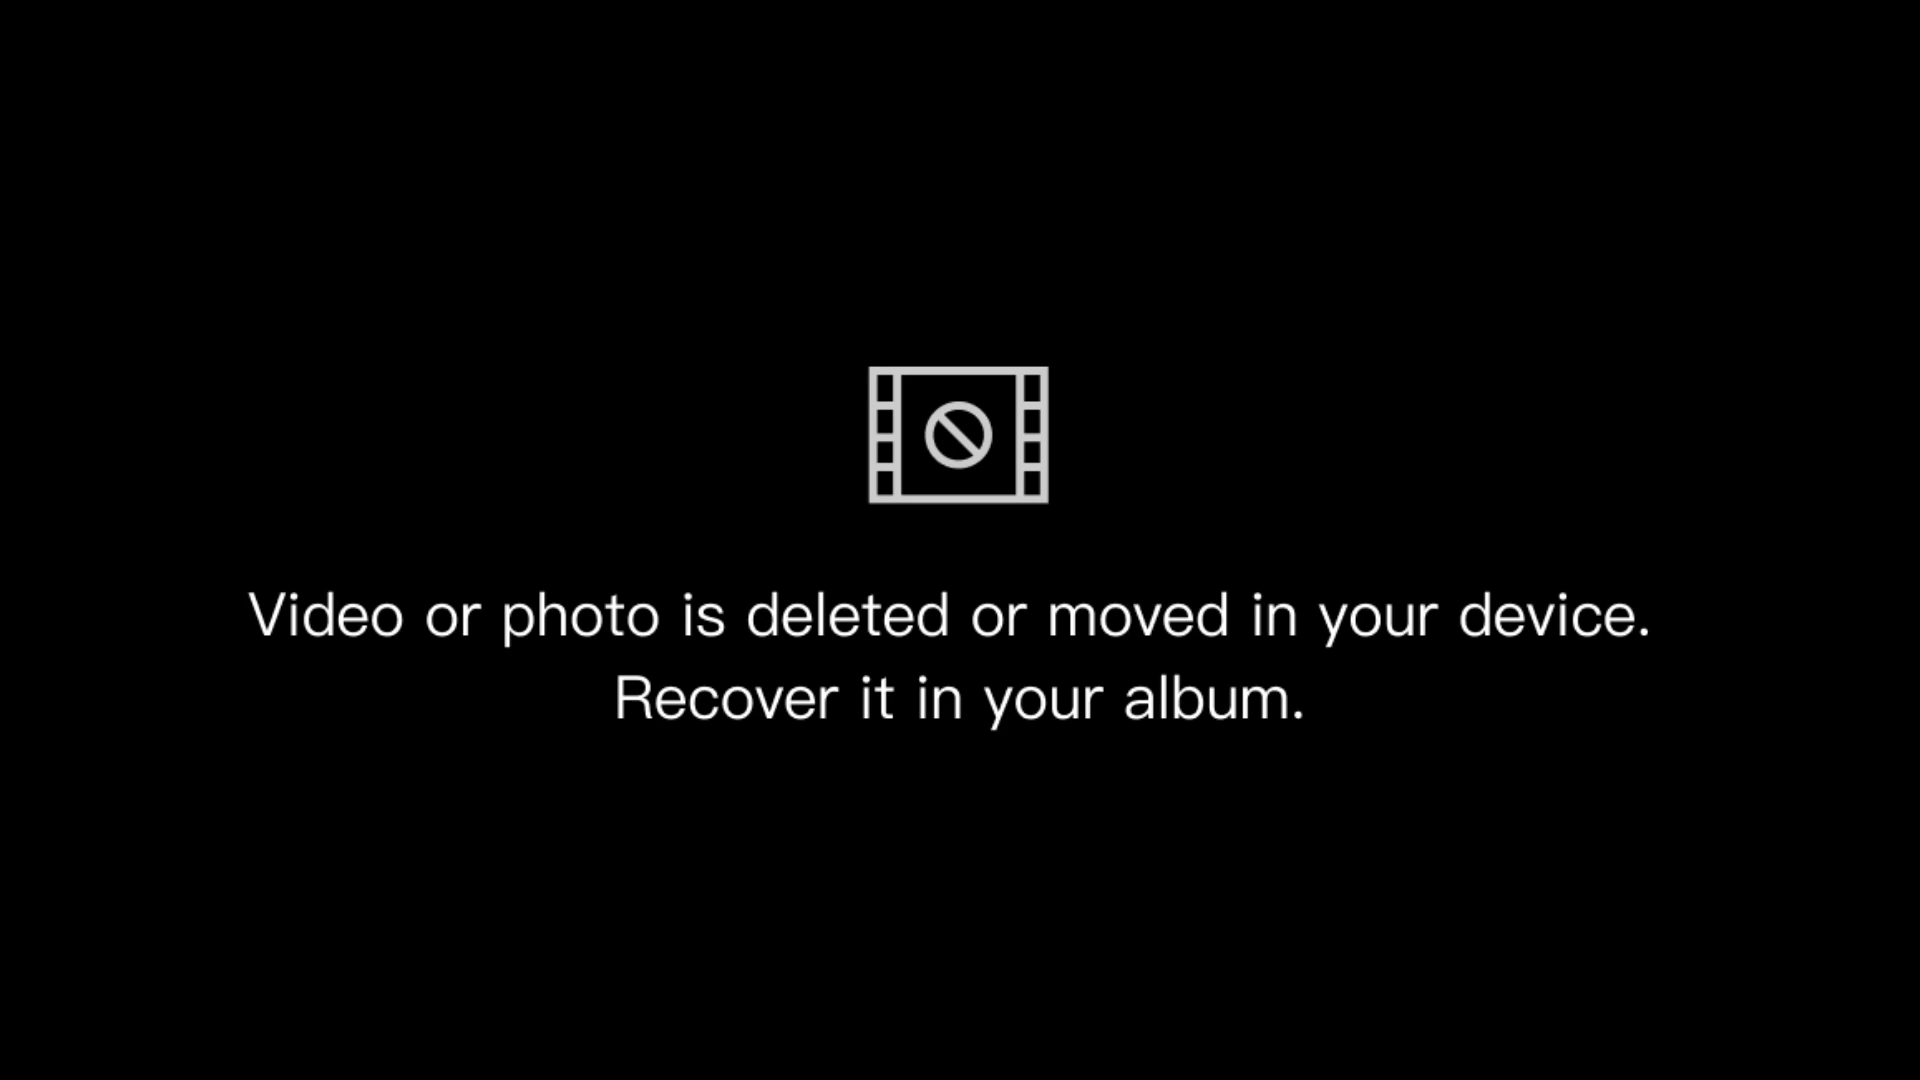 Video or photo is deleted or moved in your device.
Recover it in your album.